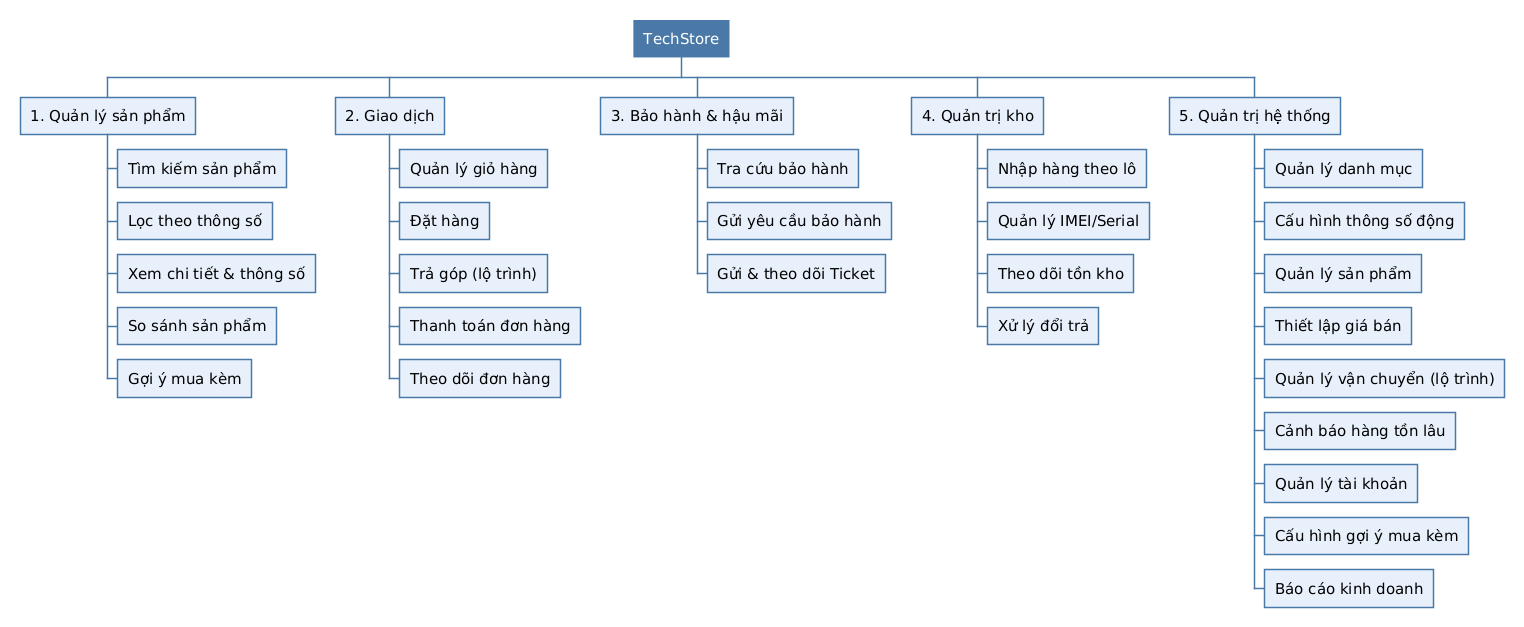 TechStore
1. Quản lý sản phẩm
Tìm kiếm sản phẩm
Lọc theo thông số
Xem chi tiết & thông số
So sánh sản phẩm
Gợi ý mua kèm
2. Giao dịch
Quản lý giỏ hàng
Đặt hàng
Trả góp (lộ trình)
Thanh toán đơn hàng
Theo dõi đơn hàng
3. Bảo hành & hậu mãi
Tra cứu bảo hành
Gửi yêu cầu bảo hành
Gửi & theo dõi Ticket
4. Quản trị kho
Nhập hàng theo lô
Quản lý IMEI/Serial
Theo dõi tồn kho
Xử lý đổi trả
5. Quản trị hệ thống
Quản lý danh mục
Cấu hình thông số động
Quản lý sản phẩm
Thiết lập giá bán
Quản lý vận chuyển (lộ trình)
Cảnh báo hàng tồn lâu
Quản lý tài khoản
Cấu hình gợi ý mua kèm
Báo cáo kinh doanh